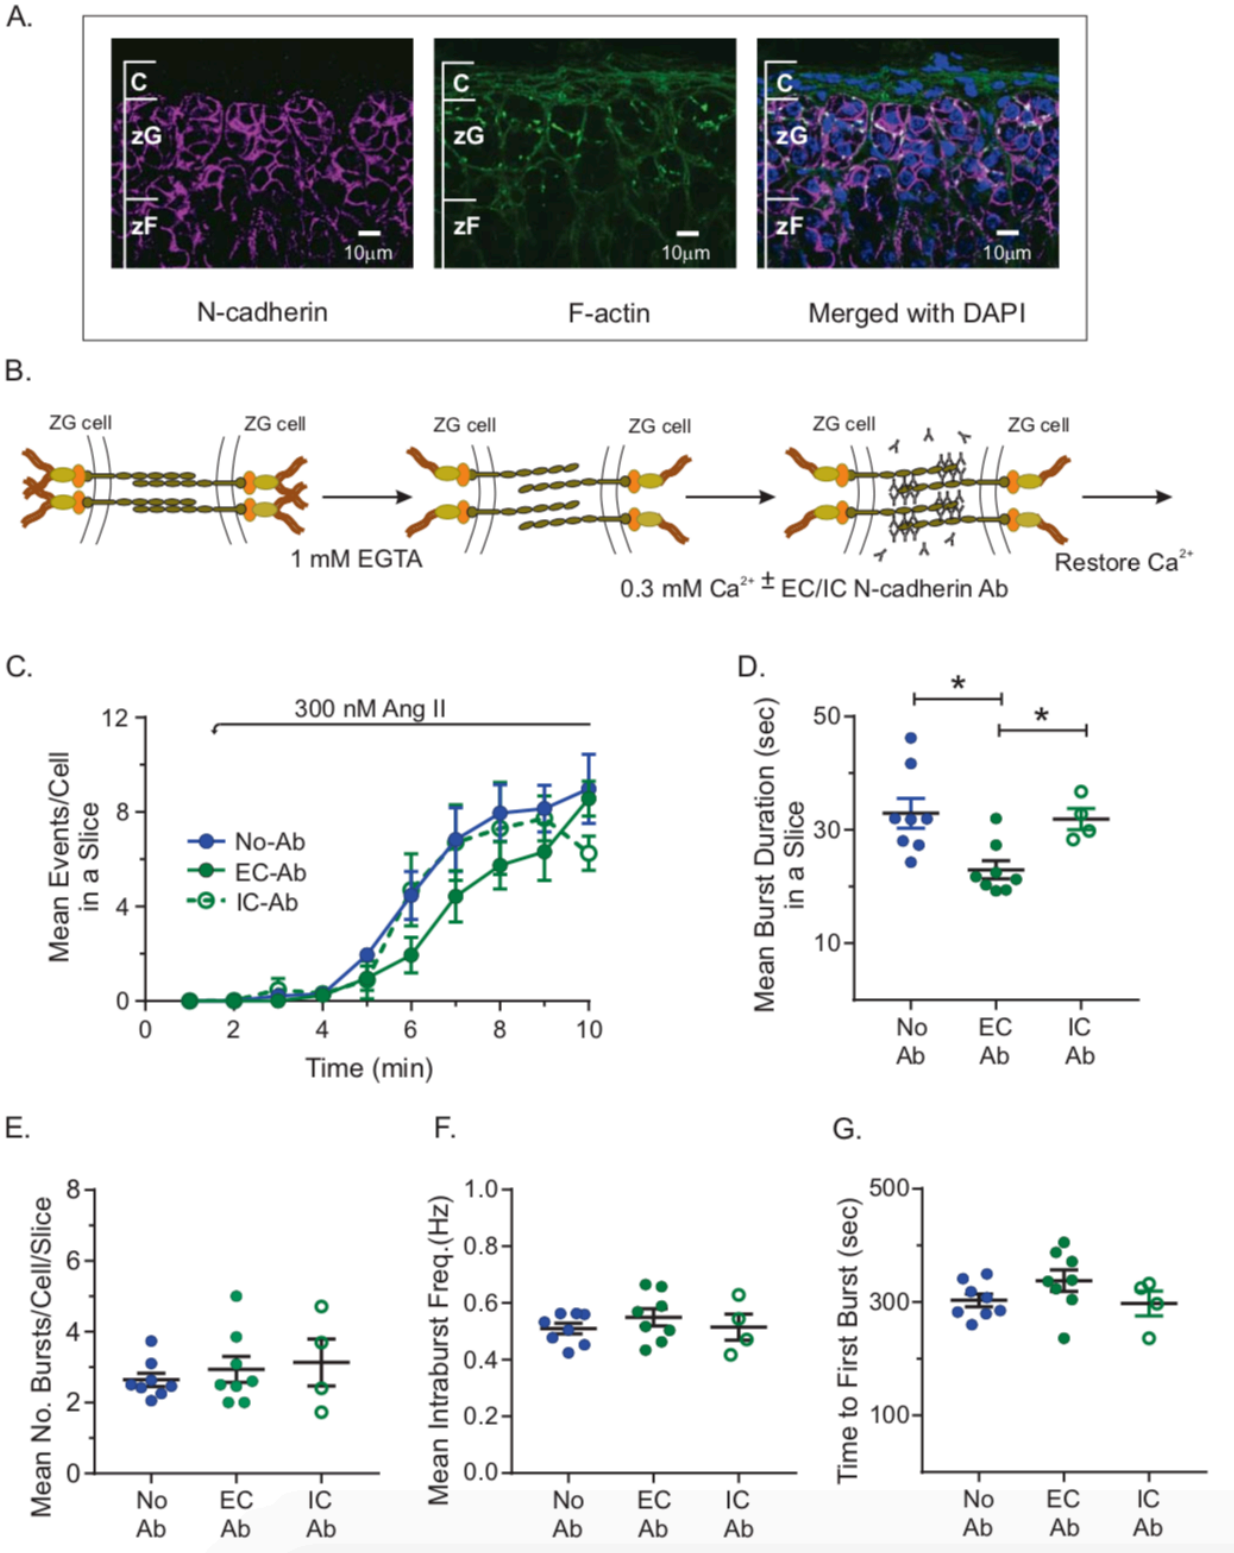 A.
C
zG
zF
10µm
C
zG
zF
10µm
C
zG
zF
10µm
N-cadherin
F-actin
Merged with DAPI
B.
ZG cell
ZG cell
ZG cell
ZG cell
ZG cell
ZG cell
1 mM EGTA
0.3 mM Ca²⁺ ± EC/IC N-cadherin Ab
Restore Ca²⁺
C.
300 nM Ang II
Mean Events/Cell
in a Slice
12
8
4
0
No-Ab
EC-Ab
IC-Ab
0
2
4
6
8
10
Time (min)
D.
Mean Burst Duration (sec)
in a Slice
50
30
10
*
*
No
Ab
EC
Ab
IC
Ab
E.
Mean No. Bursts/Cell/Slice
8
6
4
2
0
No
Ab
EC
Ab
IC
Ab
F.
Mean Intraburst Freq.(Hz)
1.0
0.8
0.6
0.4
0.2
0.0
No
Ab
EC
Ab
IC
Ab
G.
Time to First Burst (sec)
500
300
100
No
Ab
EC
Ab
IC
Ab